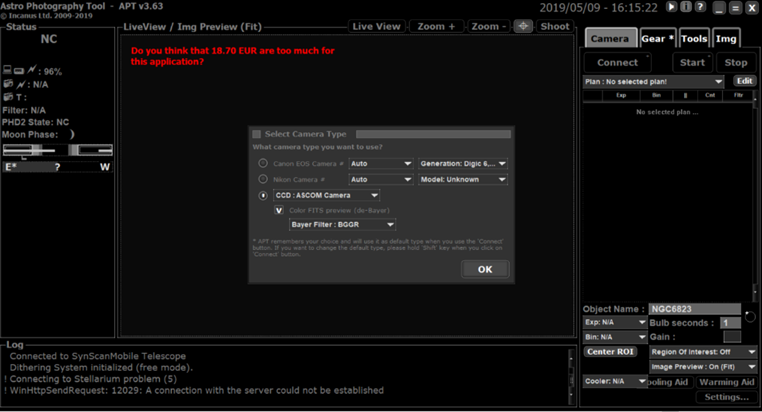 Astro Photography Tool - APT v3.63
© Incanus Ltd. 2009-2019
2019/05/09 - 16:15:22
Status
NC
: 96%
: N/A
T :
Filter: N/A
PHD2 State: NC
Moon Phase:
E* ? W
LiveView / Img Preview (Fit)
Live View Zoom + Zoom - Shoot
Do you think that 18.70 EUR are too much for
this application?
Select Camera Type
What camera type you want to use?
Canon EOS Camera * Auto Generation: Digic 6,...
Nikon Camera * Auto Model: Unknown
CCD : ASCOM Camera
Color FITS preview (de-Bayer)
Bayer Filter : BGGR
* APT remembers your choice and will use it as default type when you use the 'Connect'
button. If you want to change the default type, please hold 'Shift' key when you click on
'Connect' button.
OK
Camera Gear * Tools Img
Connect Start Stop
Plan : No selected plan! Edit
Exp Bin || Cnt Fltr
No selected plan ...
Object Name : NGC6823
Exp: N/A Bulb seconds : 1
Bin: N/A Gain :
Center ROI Region Of Interest: Off
Image Preview : On (Fit)
Cooler: N/A ooling Aid Warming Aid
Settings...
Log
Connected to SynScanMobile Telescope
Dithering System initialized (free mode).
! Connecting to Stellarium problem (5)
! WinHttpSendRequest: 12029: A connection with the server could not be established